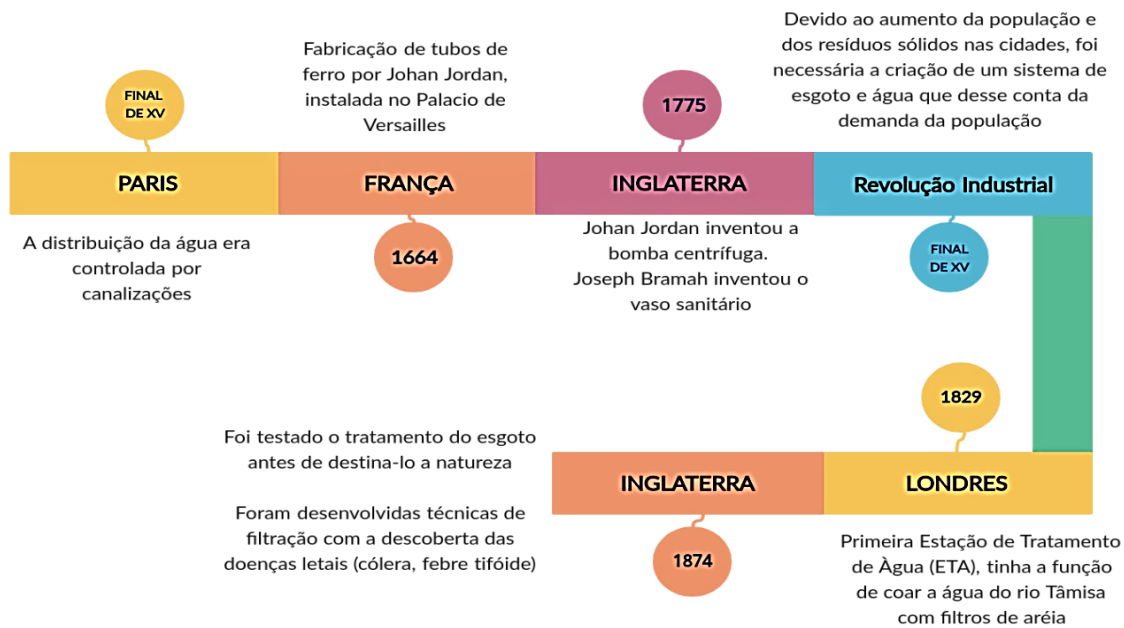 FINAL
DE XV
PARIS
A distribuição da água era
controlada por
canalizações
Fabricação de tubos de
ferro por Johan Jordan,
instalada no Palacio de
Versailles
FRANÇA
1664
1775
INGLATERRA
Johan Jordan inventou a
bomba centrífuga.
Joseph Bramah inventou o
vaso sanitário
Devido ao aumento da população e
dos resíduos sólidos nas cidades, foi
necessária a criação de um sistema de
esgoto e água que desse conta da
demanda da população
Revolução Industrial
FINAL
DE XV
1829
LONDRES
Primeira Estação de Tratamento
de Àgua (ETA), tinha a função
de coar a água do rio Tâmisa
com filtros de aréia
Foi testado o tratamento do esgoto
antes de destina-lo a natureza
Foram desenvolvidas técnicas de
filtração com a descoberta das
doenças letais (cólera, febre tifóide)
INGLATERRA
1874